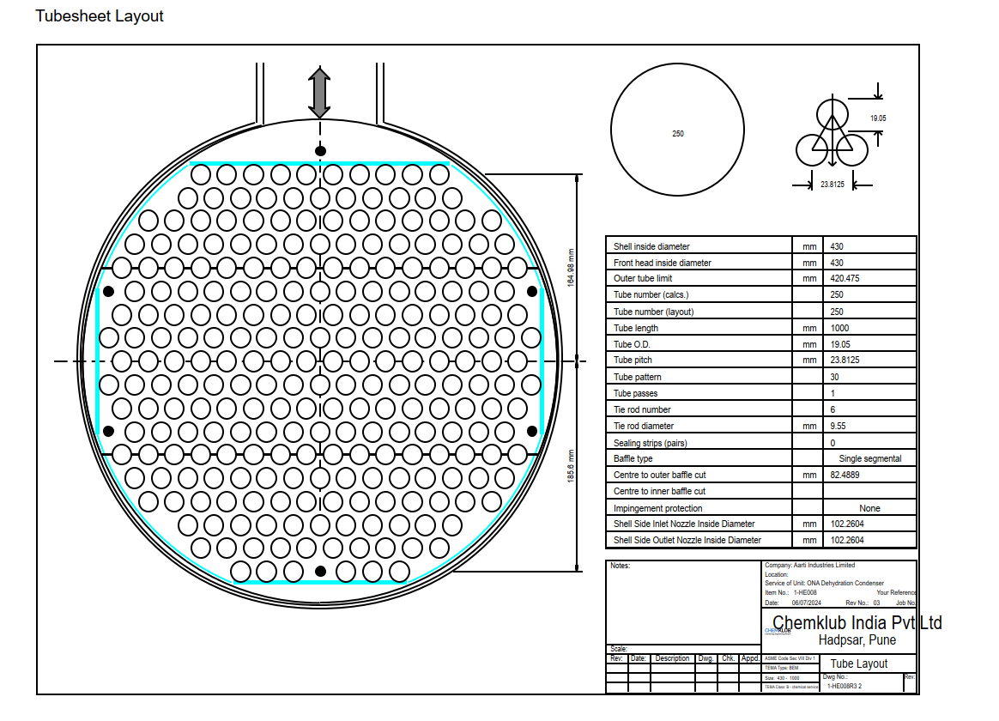 Tubesheet Layout
250
19.05
23.8125
164.98 mm
185.6 mm
Shell inside diameter mm 430
Front head inside diameter mm 430
Outer tube limit mm 420.475
Tube number (calcs.) 250
Tube number (layout) 250
Tube length mm 1000
Tube O.D. mm 19.05
Tube pitch mm 23.8125
Tube pattern 30
Tube passes 1
Tie rod number 6
Tie rod diameter mm 9.55
Sealing strips (pairs) 0
Baffle type Single segmental
Centre to outer baffle cut mm 82.4889
Centre to inner baffle cut
Impingement protection None
Shell Side Inlet Nozzle Inside Diameter mm 102.2604
Shell Side Outlet Nozzle Inside Diameter mm 102.2604
Notes:
Company: Aarti Industries Limited
Location:
Service of Unit: ONA Dehydration Condenser
Item No.: 1-HE008 Your Reference
Date: 06/07/2024 Rev No.: 03 Job No.
Chemklub India Pvt Ltd
CHEMKLUB
Hadpsar, Pune
Scale:
Rev: Date: Description Dwg. Chk. Appd.
ASME Code Sec VIII Div 1
TEMA Type: BEM
Size: 430 - 1000
TEMA Class: B - chemical service
Tube Layout
Dwg No.: Rev:
1-HE008R3 2